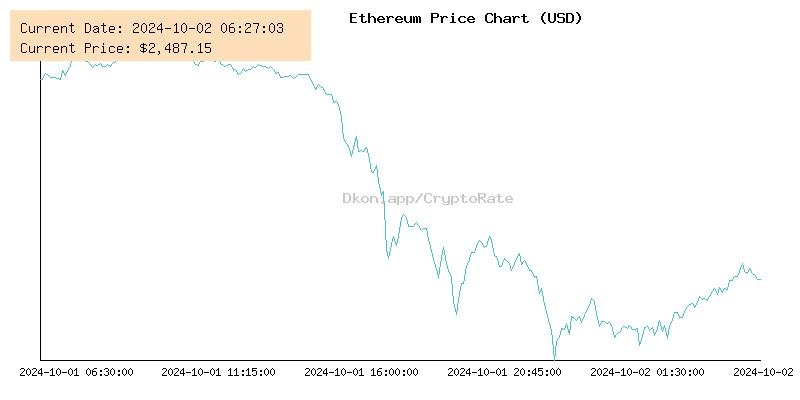 Ethereum Price Chart (USD)
Current Date: 2024-10-02 06:27:03
Current Price: $2,487.15
Dkon.app/CryptoRate
2024-10-01 06:30:00 2024-10-01 11:15:00 2024-10-01 16:00:00 2024-10-01 20:45:00 2024-10-02 01:30:00 2024-10-02